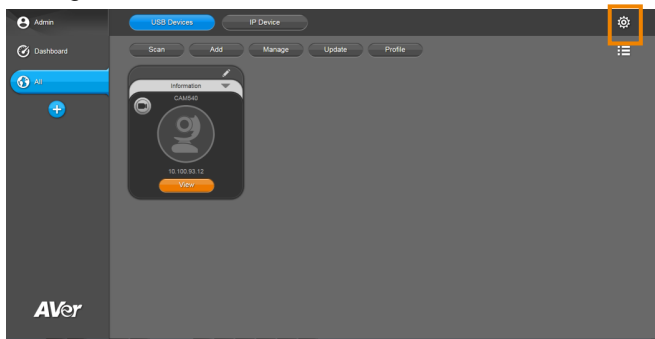 Admin
USB Devices
IP Device
Dashboard
Scan
Add
Manage
Update
Profile
All
Information
CAM540
10.100.93.12
View
AVer